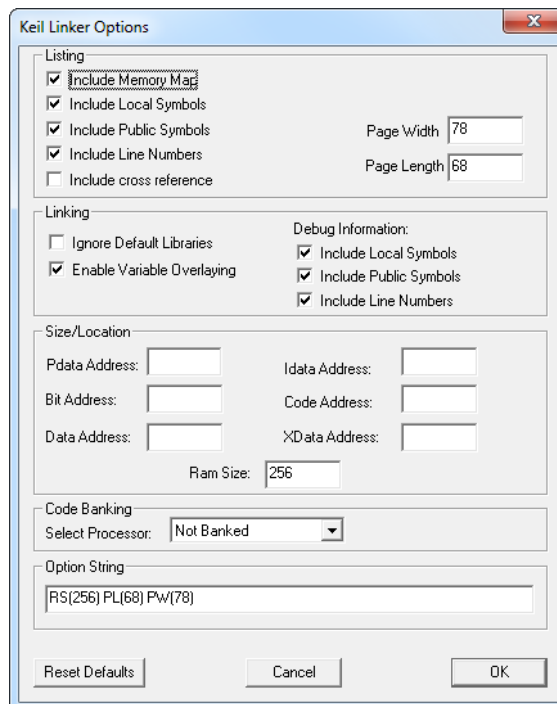 Keil Linker Options
Listing
Include Memory Map
Include Local Symbols
Include Public Symbols
Include Line Numbers
Include cross reference
Page Width 78
Page Length 68
Linking
Ignore Default Libraries
Enable Variable Overlaying
Debug Information:
Include Local Symbols
Include Public Symbols
Include Line Numbers
Size/Location
Pdata Address:
Idata Address:
Bit Address:
Code Address:
Data Address:
XData Address:
Ram Size: 256
Code Banking
Select Processor: Not Banked
Option String
RS(256) PL(68) PW(78)
Reset Defaults
Cancel
OK